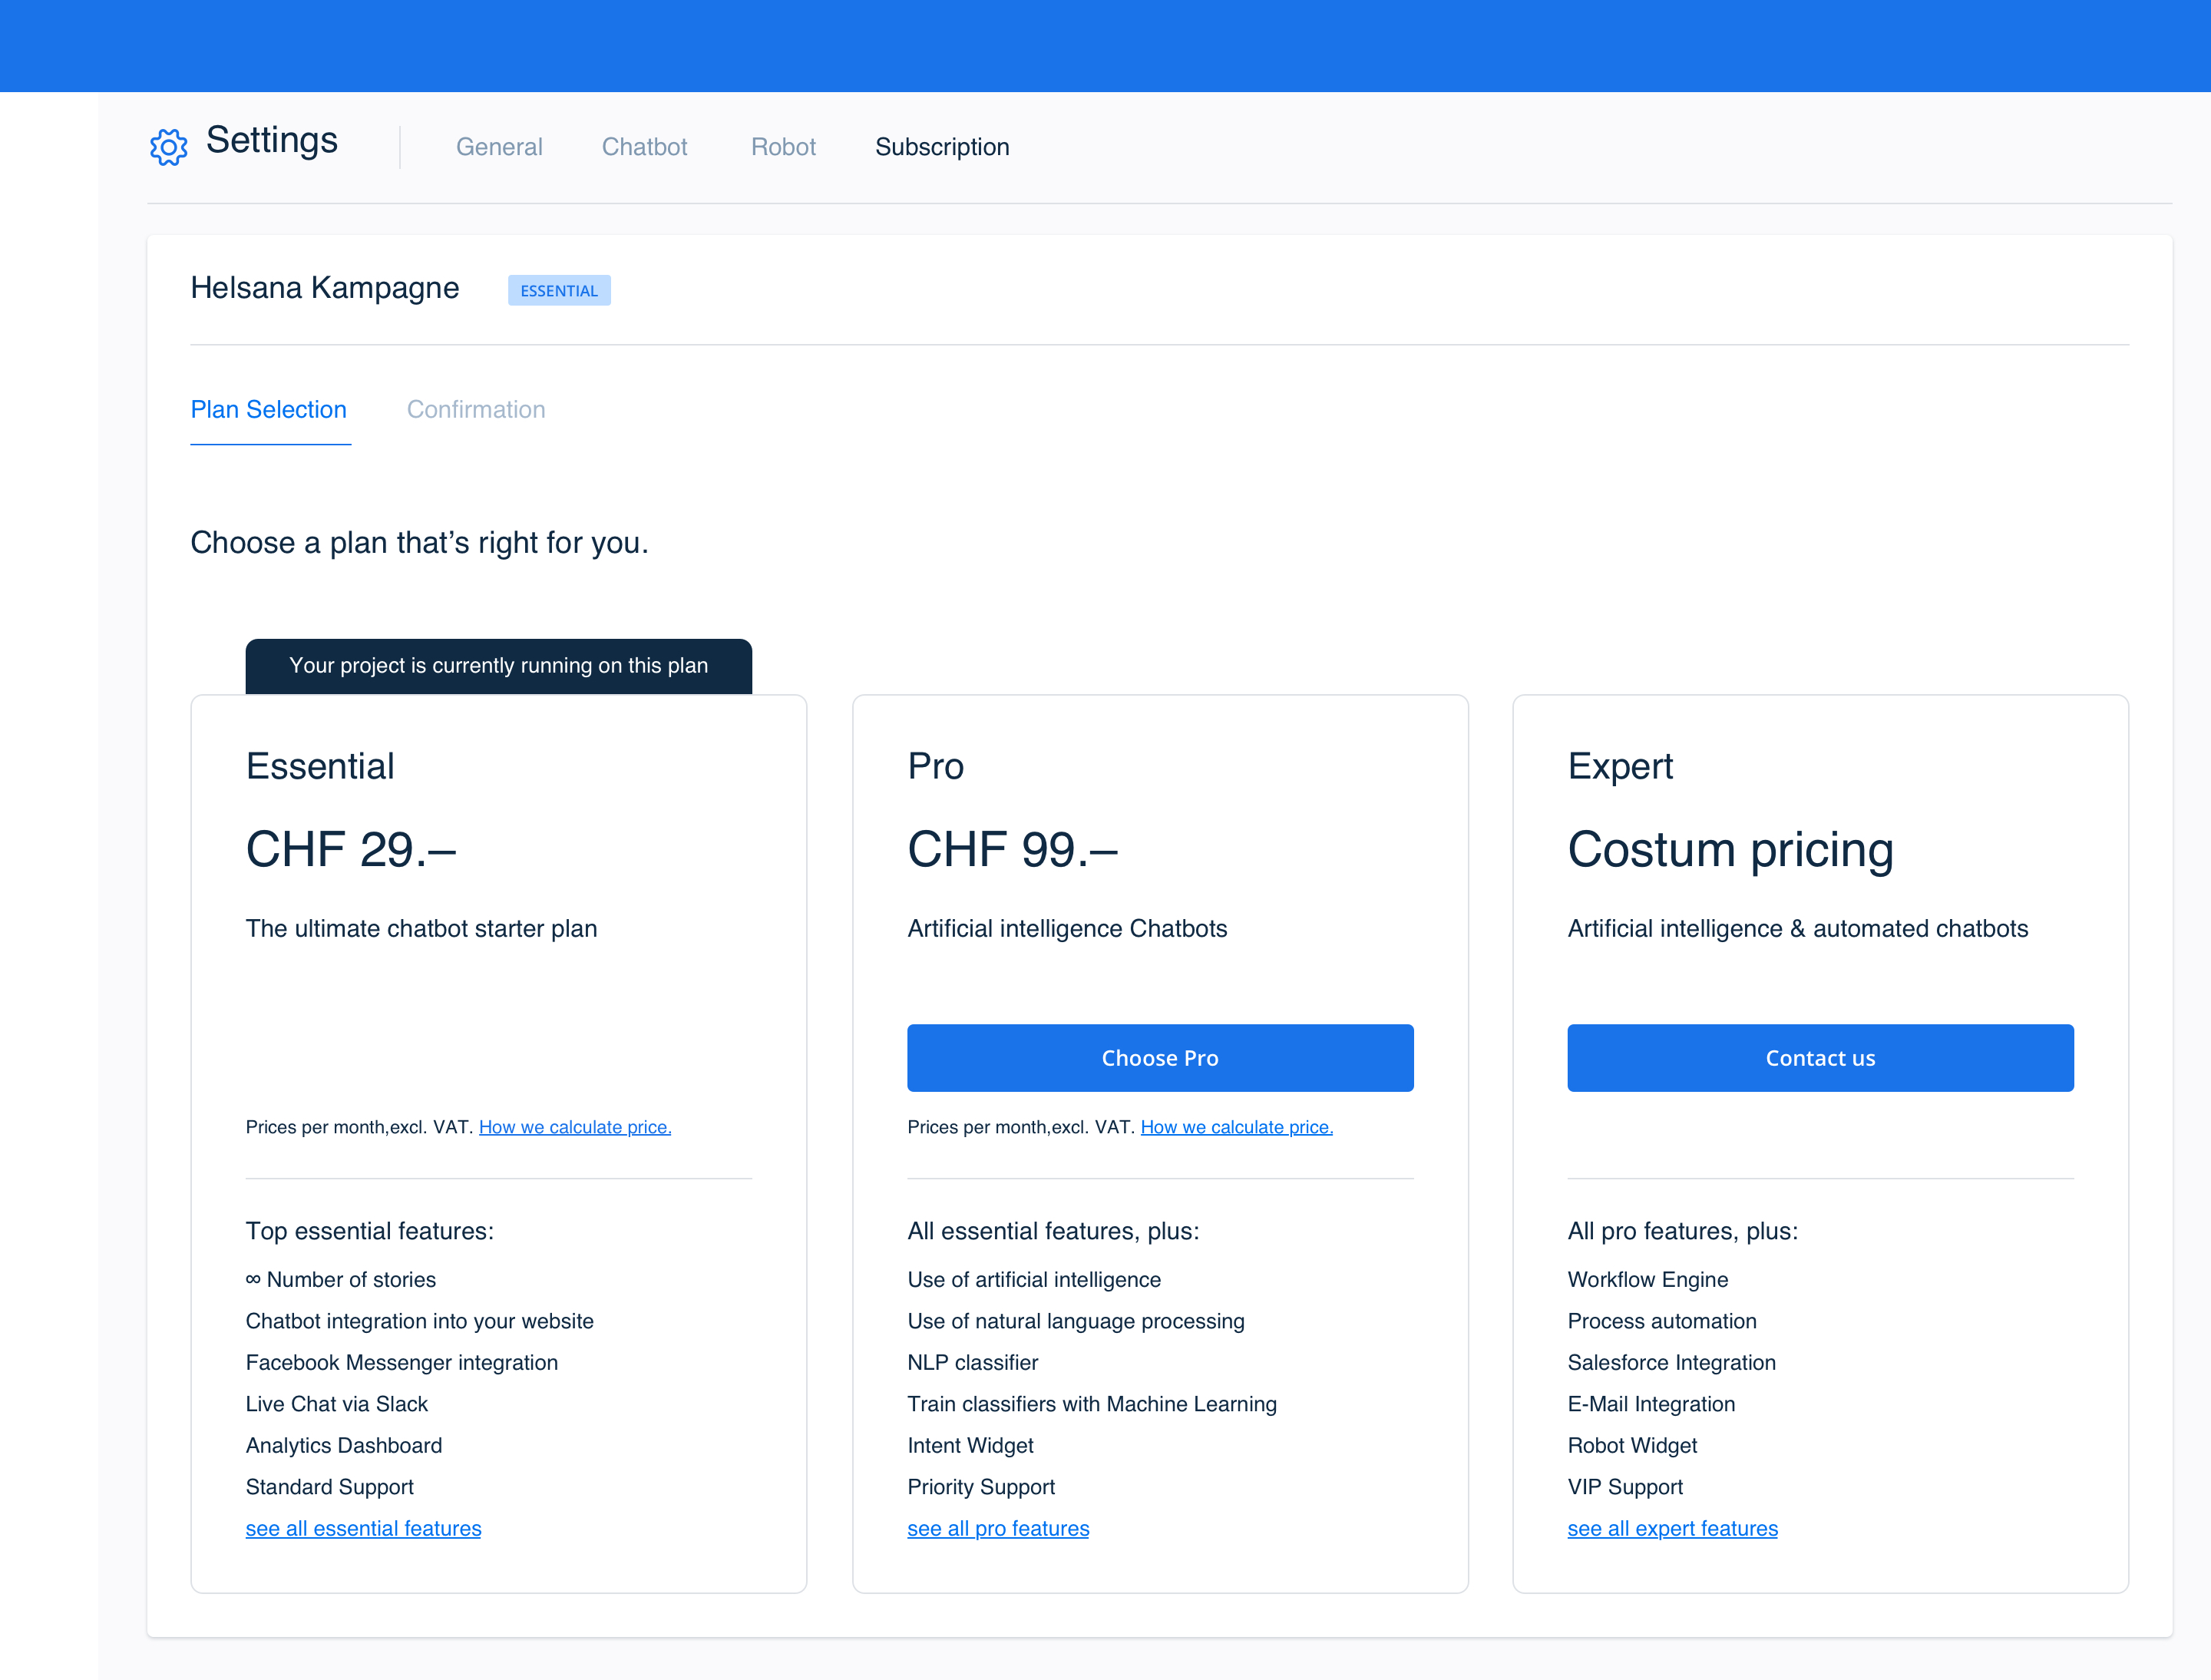 Settings
General
Chatbot
Robot
Subscription
Helsana Kampagne
ESSENTIAL
Plan Selection
Confirmation
Choose a plan that’s right for you.
Your project is currently running on this plan
Essential
CHF 29.–
The ultimate chatbot starter plan
Prices per month,excl. VAT. How we calculate price.
Top essential features:
∞ Number of stories
Chatbot integration into your website
Facebook Messenger integration
Live Chat via Slack
Analytics Dashboard
Standard Support
see all essential features
Pro
CHF 99.–
Artificial intelligence Chatbots
Choose Pro
Prices per month,excl. VAT. How we calculate price.
All essential features, plus:
Use of artificial intelligence
Use of natural language processing
NLP classifier
Train classifiers with Machine Learning
Intent Widget
Priority Support
see all pro features
Expert
Costum pricing
Artificial intelligence & automated chatbots
Contact us
All pro features, plus:
Workflow Engine
Process automation
Salesforce Integration
E-Mail Integration
Robot Widget
VIP Support
see all expert features